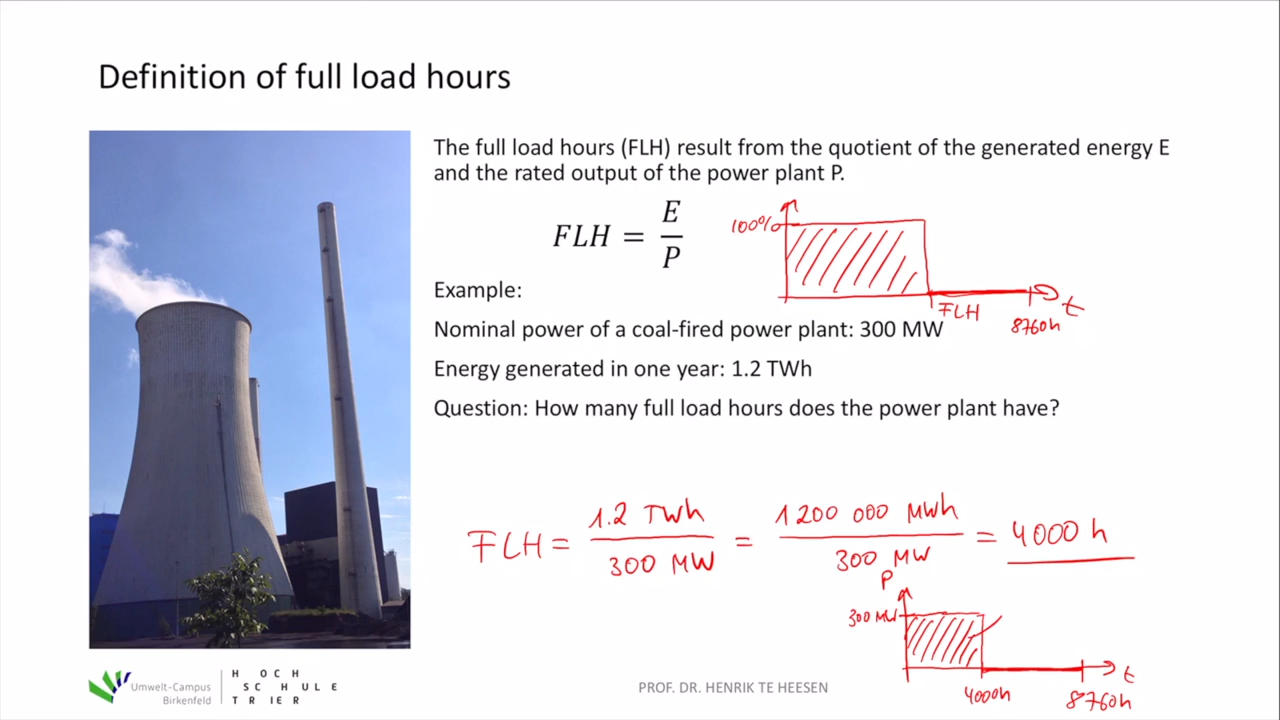 Definition of full load hours
The full load hours (FLH) result from the quotient of the generated energy E
and the rated output of the power plant P.
FLH = E/P
100%
FLH
8760h
t
Example:
Nominal power of a coal-fired power plant: 300 MW
Energy generated in one year: 1.2 TWh
Question: How many full load hours does the power plant have?
FLH = 1.2 TWh / 300 MW = 1200 000 MWh / 300 MW = 4000 h
P
300 MW
4000h
8760h
t
Umwelt-Campus
Birkenfeld
H OCH
SCHULE
TRIER
PROF. DR. HENRIK TE HEESEN